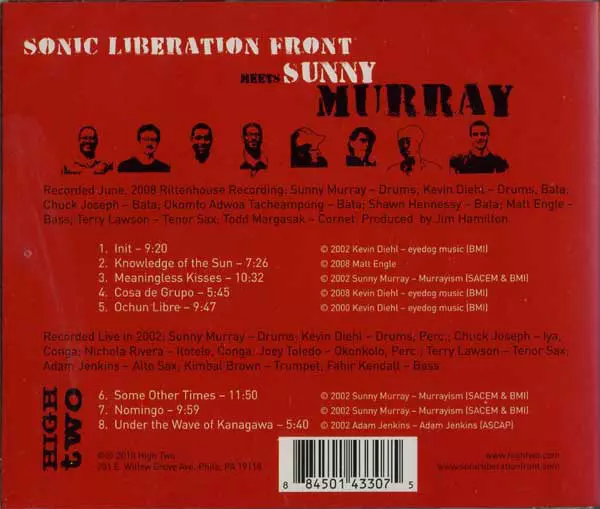 SONIC LIBERATION FRONT
MEETS SUNNY
MURRAY
Recorded June, 2008 Rittenhouse Recording: Sunny Murray – Drums, Kevin Diehl – Drums, Bata;
Chuck Joseph – Bata; Okomfo Adwoa Tacheampong – Bata; Shawn Hennessy – Bata; Matt Engle –
Bass; Terry Lawson – Tenor Sax; Todd Margasak – Cornet. Produced by Jim Hamilton.
1. Init – 9:20 © 2002 Kevin Diehl – eyedog music (BMI)
2. Knowledge of the Sun – 7:26 © 2008 Matt Engle
3. Meaningless Kisses – 10:32 © 2002 Sunny Murray – Murrayism (SACEM & BMI)
4. Cosa de Grupo – 5:45 © 2008 Kevin Diehl – eyedog music (BMI)
5. Ochun Libre – 9:47 © 2000 Kevin Diehl – eyedog music (BMI)
Recorded Live in 2002; Sunny Murray – Drums; Kevin Diehl – Drums, Perc.; Chuck Joseph – Iya,
Conga; Nichola Rivera – Itotele, Conga; Joey Toledo – Okonkolo, Perc.; Terry Lawson – Tenor Sax;
Adam Jenkins – Alto Sax; Kimbal Brown – Trumpet, Fahir Kendall – Bass
6. Some Other Times – 11:50 © 2002 Sunny Murray – Murrayism (SACEM & BMI)
7. Nomingo – 9:59 © 2002 Sunny Murray – Murrayism (SACEM & BMI)
8. Under the Wave of Kanagawa – 5:40 © 2002 Adam Jenkins – Adam Jenkins (ASCAP)
HIGH
two
©℗ 2010 High Two
201 E. Willow Grove Ave. Phila, PA 19118
www.hightwo.com
www.sonicliberationfront.com
8 84501 43307 5